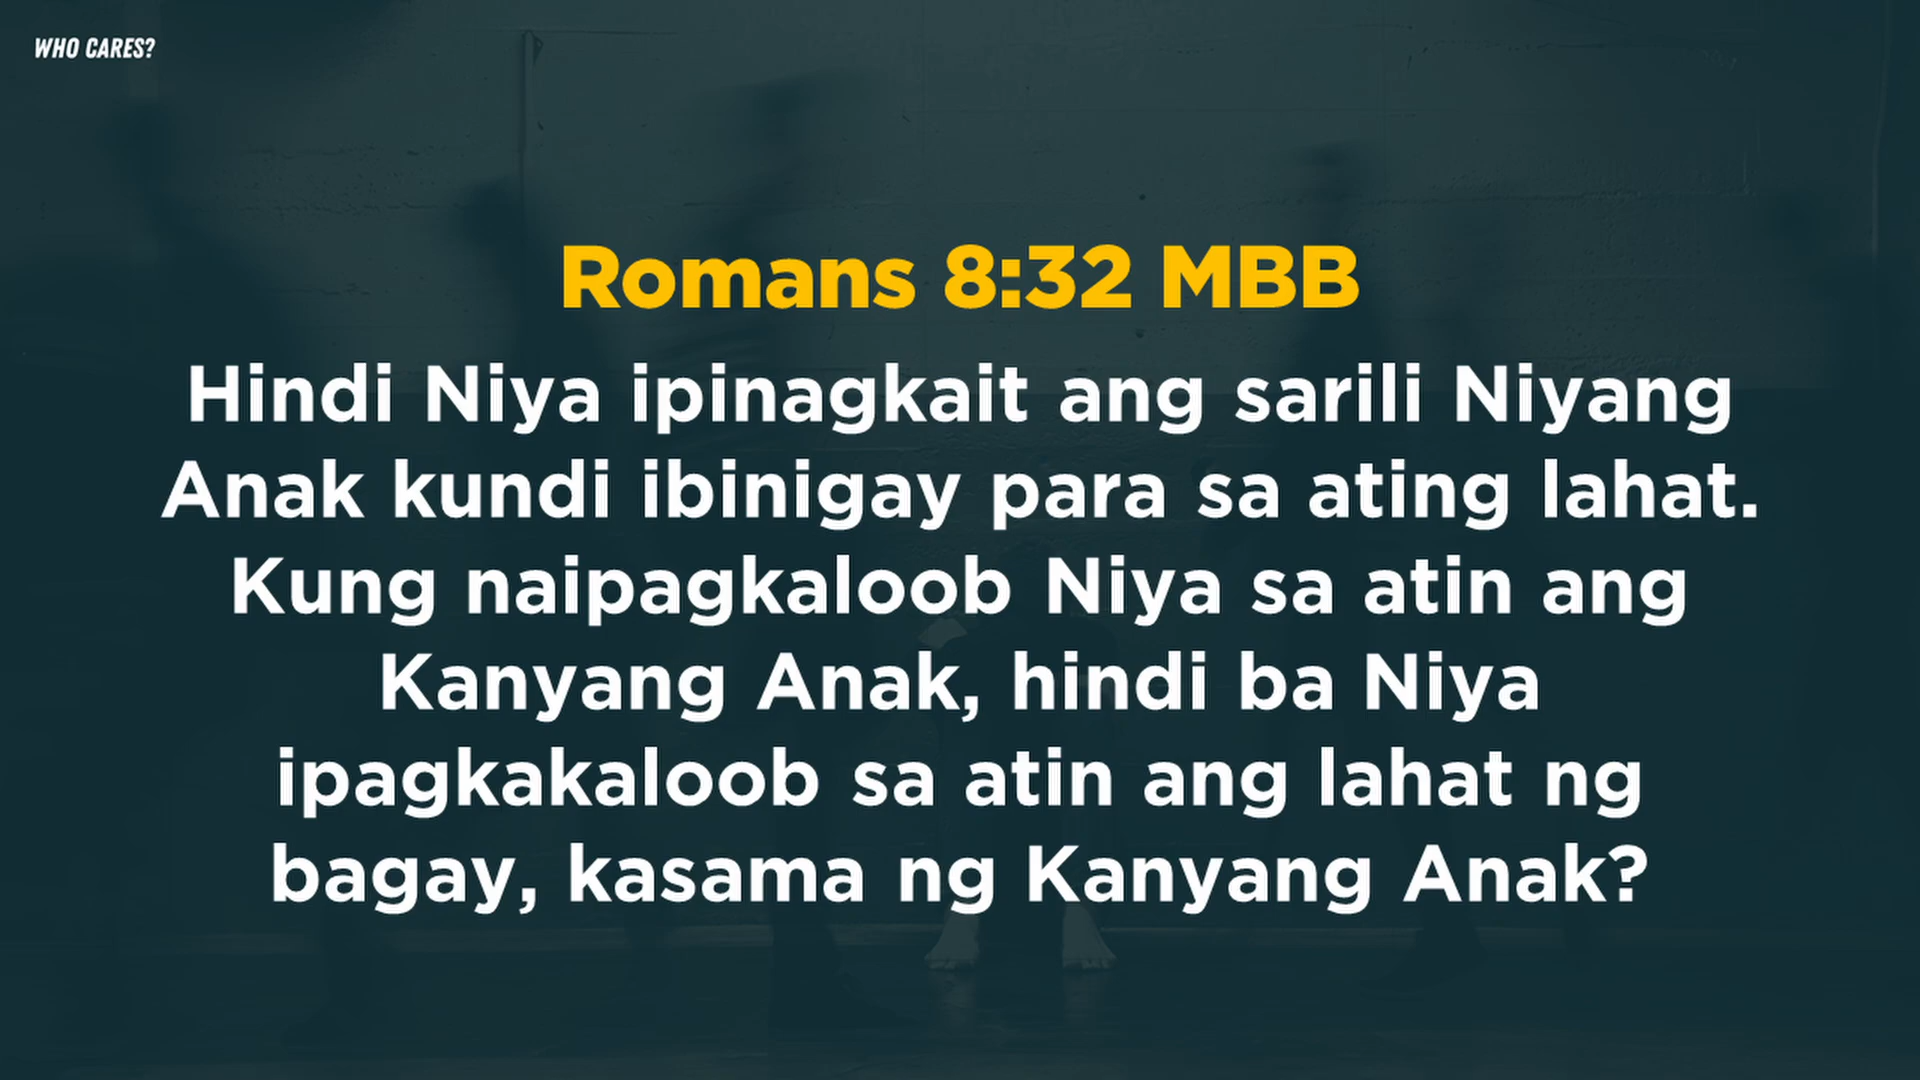 WHO CARES?
Romans 8:32 MBB
Hindi Niya ipinagkait ang sarili Niyang
Anak kundi ibinigay para sa ating lahat.
Kung naipagkaloob Niya sa atin ang
Kanyang Anak, hindi ba Niya
ipagkakaloob sa atin ang lahat ng
bagay, kasama ng Kanyang Anak?